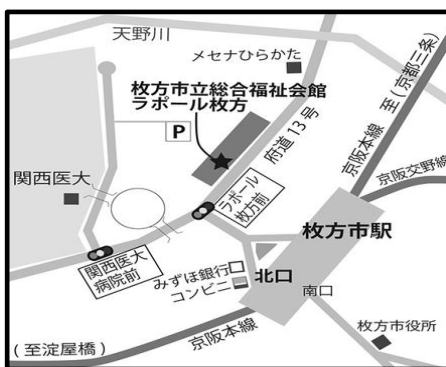 天野川
メセナひらかた
枚方市立総合福祉会館
ラポール枚方
P
府道13号
京阪本線
至(京都三条)
京阪交野線
関西医大
ラポール
枚方前
枚方市駅
関西医大
病院前
みずほ銀行
コンビニ
北口
南口
京阪本線
(至淀屋橋)
枚方市役所